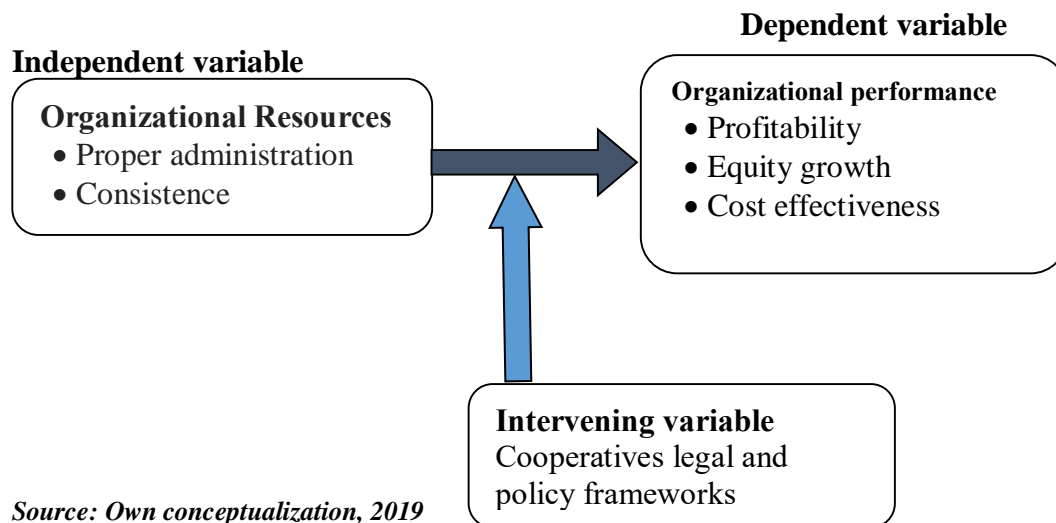 Independent variable
Organizational Resources
• Proper administration
• Consistence
Dependent variable
Organizational performance
• Profitability
• Equity growth
• Cost effectiveness
Intervening variable
Cooperatives legal and
policy frameworks
Source: Own conceptualization, 2019